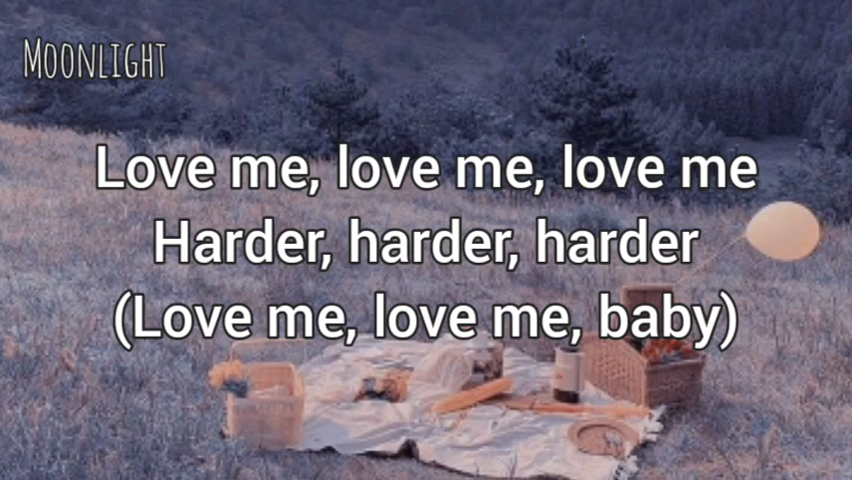 Moonlight
Love me, love me, love me
Harder, harder, harder
(Love me, love me, baby)